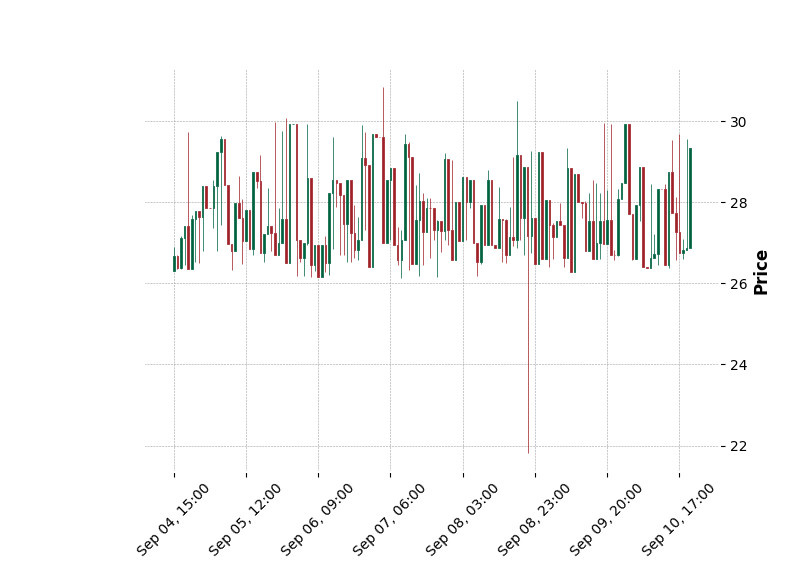 30
28
26
24
22
Price
Sep 04, 15:00
Sep 05, 12:00
Sep 06, 09:00
Sep 07, 06:00
Sep 08, 03:00
Sep 08, 23:00
Sep 09, 20:00
Sep 10, 17:00